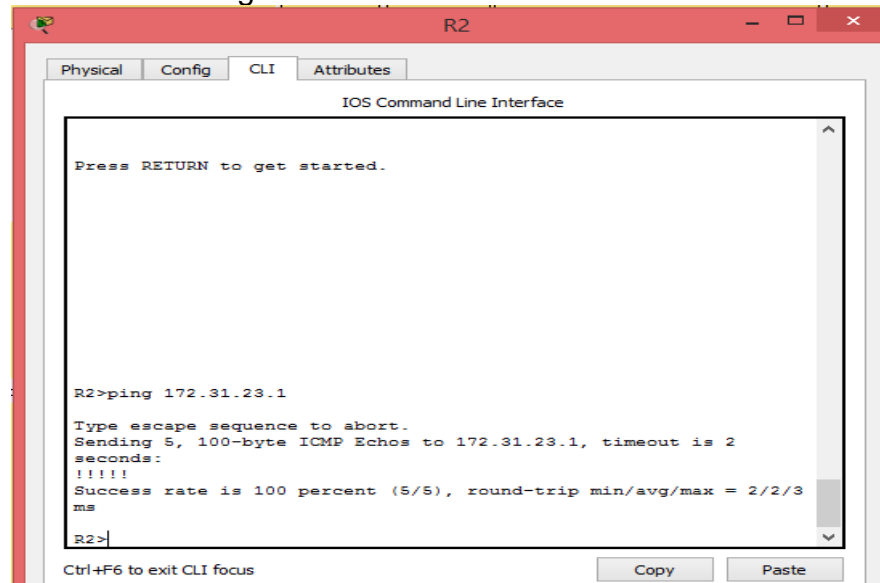 R2
Physical Config CLI Attributes
IOS Command Line Interface
Press RETURN to get started.
R2>ping 172.31.23.1
Type escape sequence to abort.
Sending 5, 100-byte ICMP Echos to 172.31.23.1, timeout is 2
seconds:
!!!!!
Success rate is 100 percent (5/5), round-trip min/avg/max = 2/2/3
ms
R2>
Ctrl+F6 to exit CLI focus Copy Paste